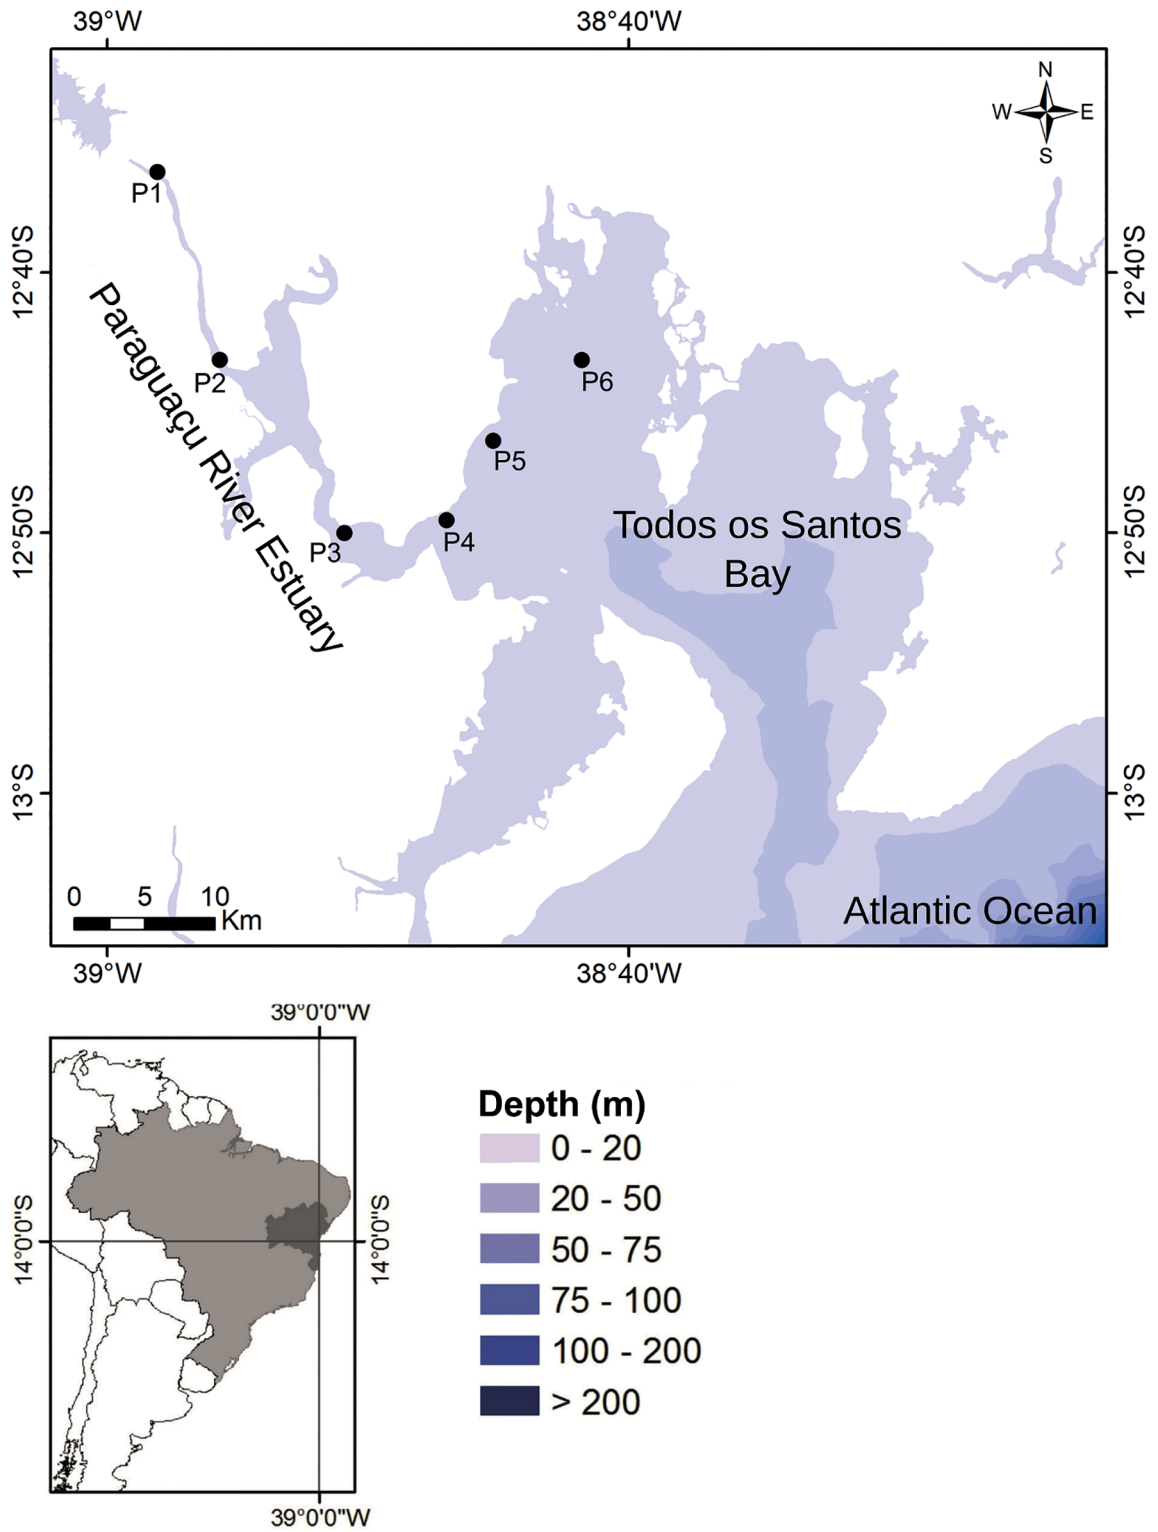 39°W
38°40'W
N
W
E
S
P1
12°40'S
12°40'S
P2
P6
Paraguaçu River Estuary
P5
12°50'S
12°50'S
P3
P4
Todos os Santos
Bay
13°S
13°S
0
5
10
Km
Atlantic Ocean
39°W
38°40'W
39°0'0"W
14°0'0"S
14°0'0"S
39°0'0"W
Depth (m)
0 - 20
20 - 50
50 - 75
75 - 100
100 - 200
> 200